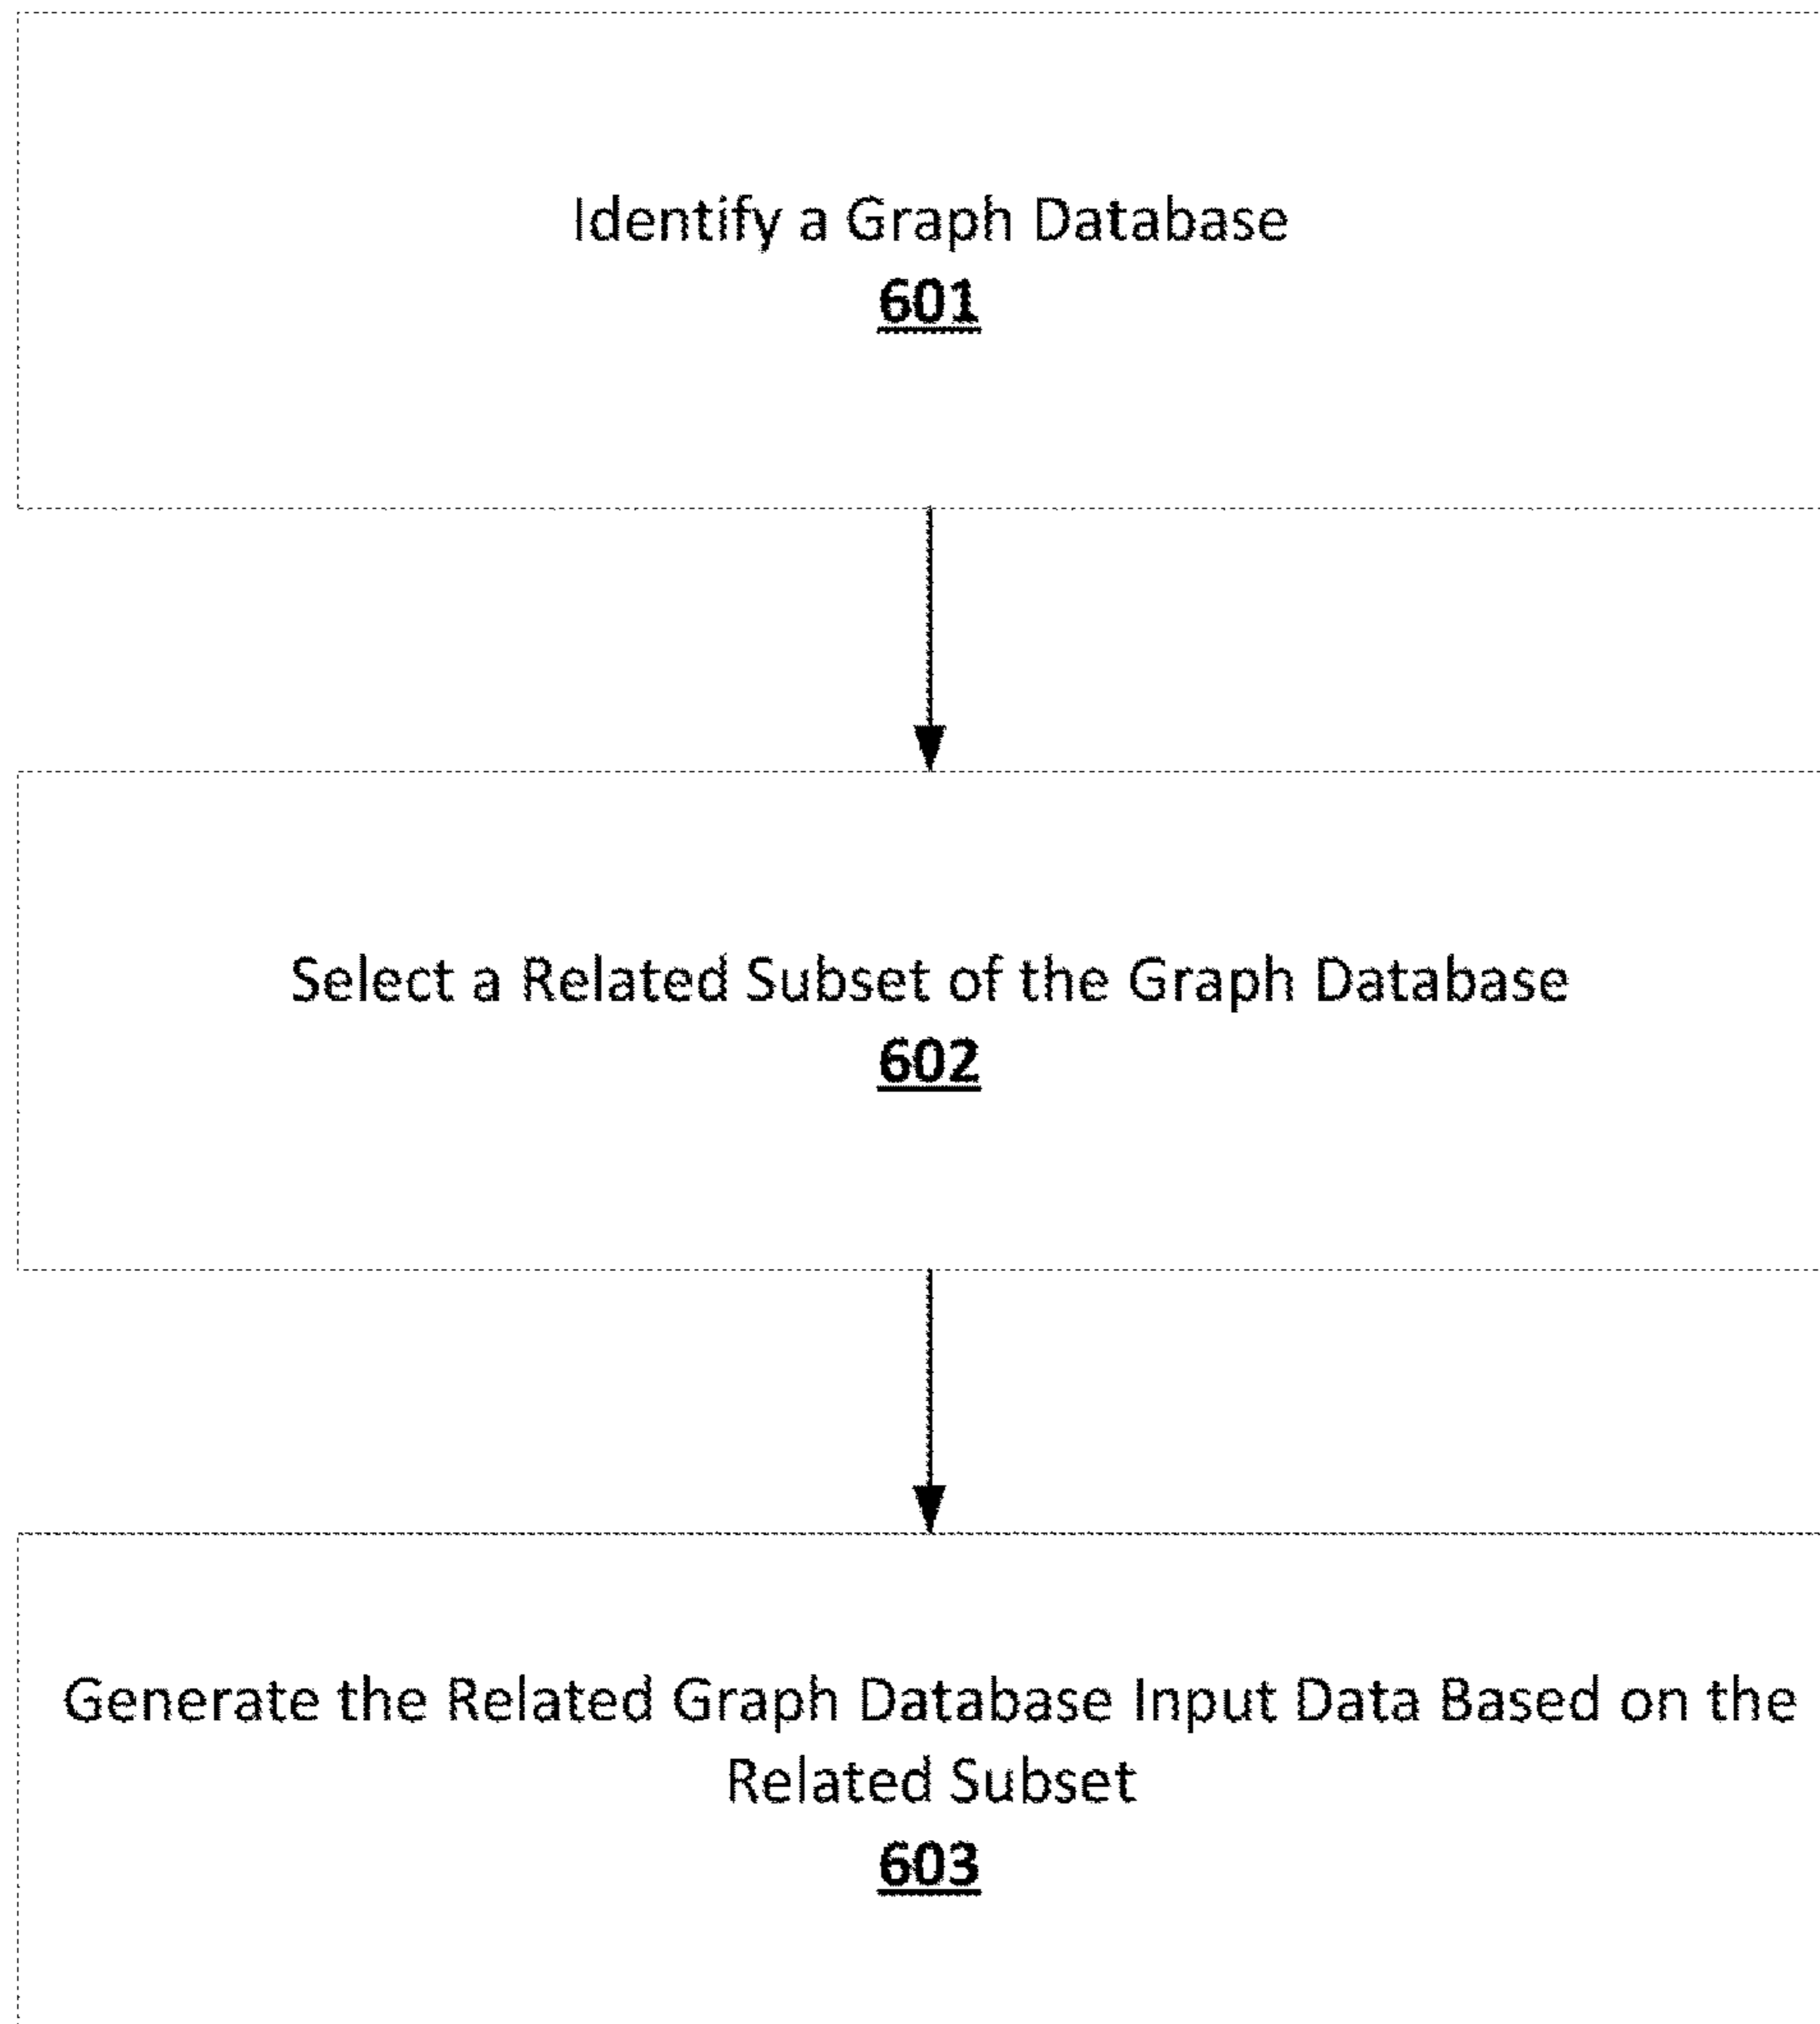 Identify a Graph Database
601
Select a Related Subset of the Graph Database
602
Generate the Related Graph Database Input Data Based on the
Related Subset
603